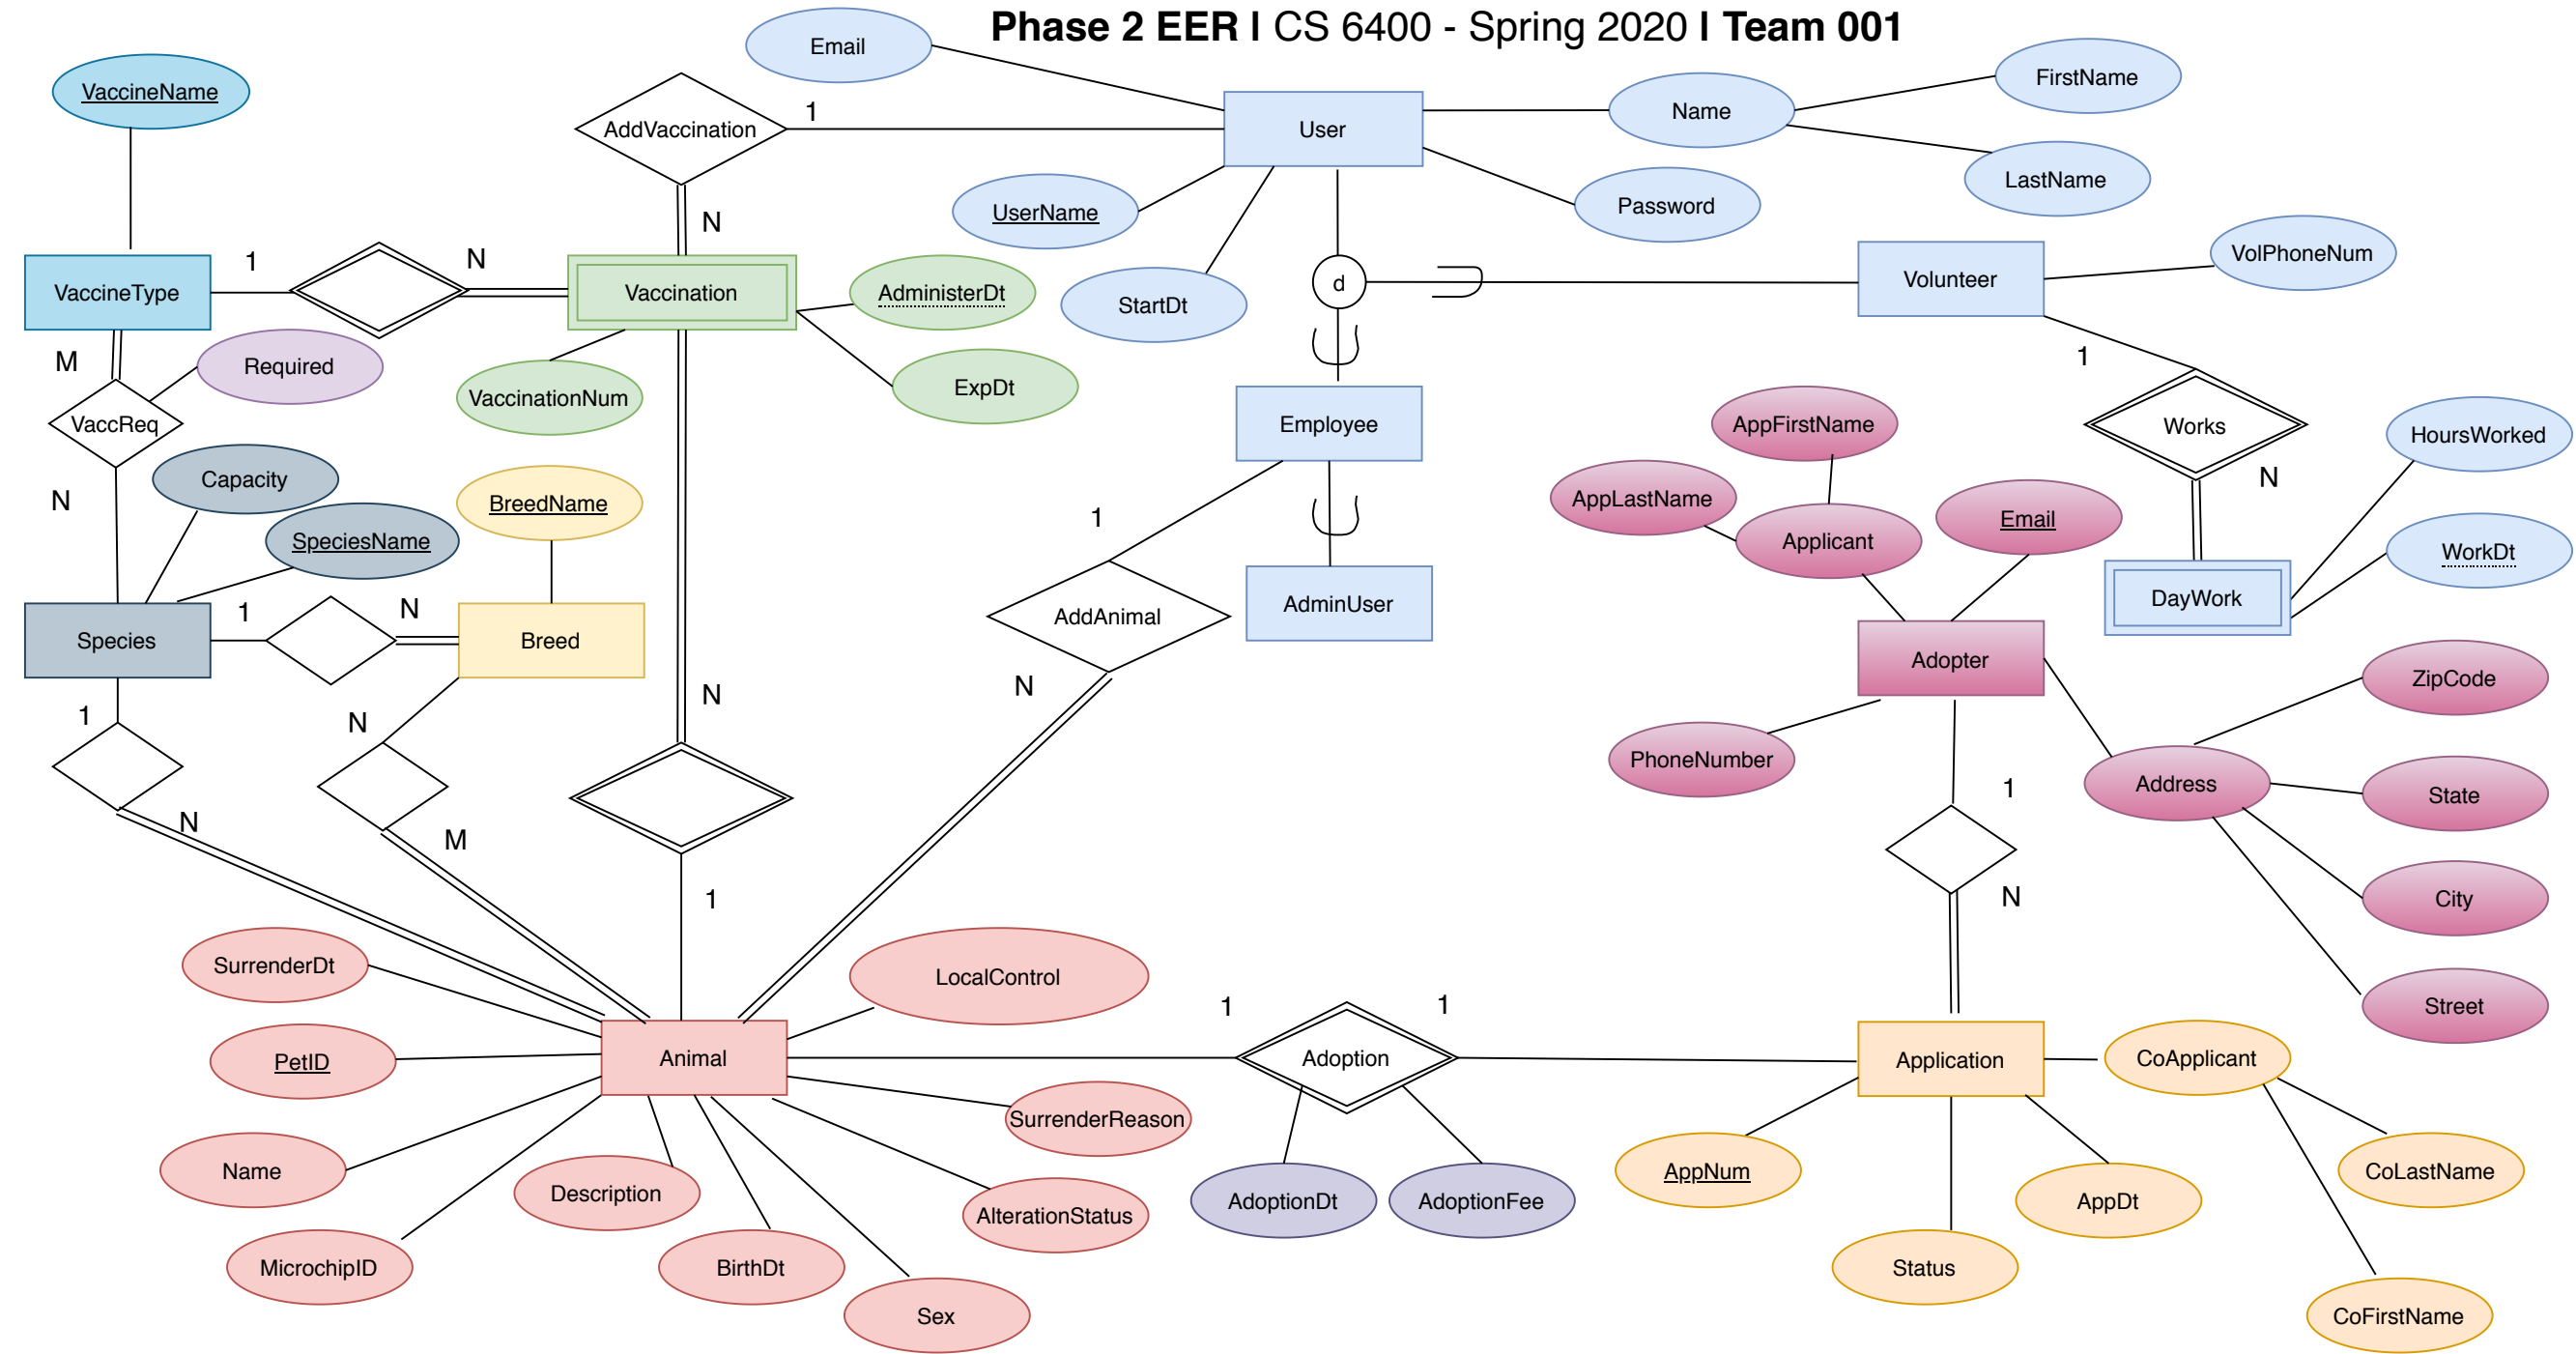 Phase 2 EER I CS 6400 - Spring 2020 I Team 001
Email
FirstName
VaccineName
Name
1
AddVaccination
User
LastName
Password
UserName
N
VolPhoneNum
1
N
Volunteer
d
VaccineType
Vaccination
AdministerDt
StartDt
M
Required
1
ExpDt
VaccinationNum
VaccReq
Employee
AppFirstName
Works
HoursWorked
Capacity
N
N
BreedName
AppLastName
1
Email
SpeciesName
Applicant
WorkDt
1
N
DayWork
AdminUser
AddAnimal
Species
Breed
Adopter
ZipCode
N
N
1
N
PhoneNumber
Address
State
1
N
M
1
N
City
SurrenderDt
LocalControl
1
1
Street
PetID
Animal
Adoption
Application
CoApplicant
SurrenderReason
Name
AppNum
CoLastName
Description
AdoptionDt
AdoptionFee
AppDt
AlterationStatus
MicrochipID
BirthDt
Status
Sex
CoFirstName